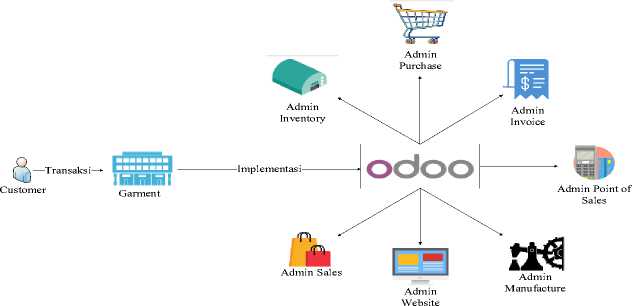 Admin
Purchase
Admin
Inventory
Admin
Invoice
Customer
Transaksi
Garment
Implementasi
odoo
Admin Point of
Sales
Admin Sales
Admin
Website
Admin
Manufacture